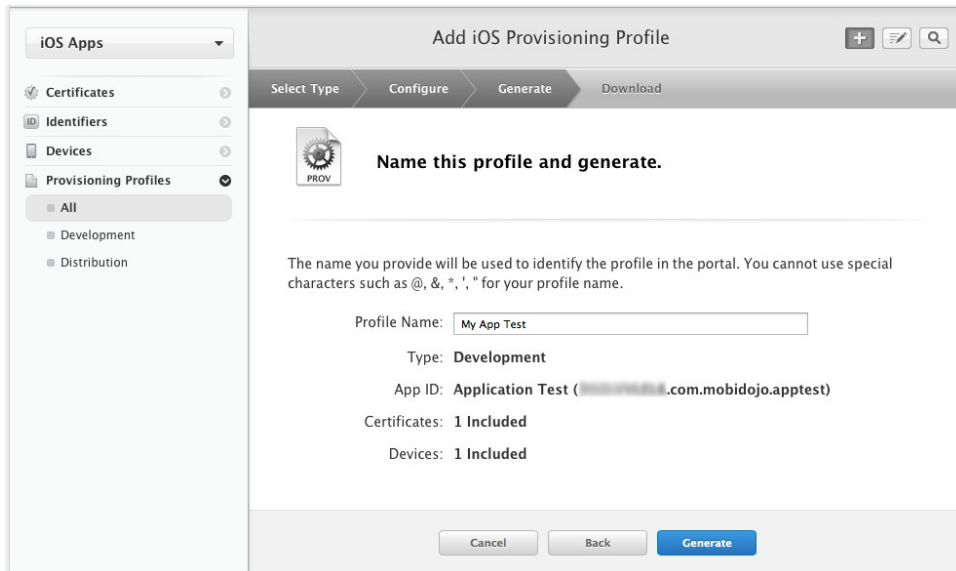 iOS Apps
Certificates
ID Identifiers
Devices
Provisioning Profiles
All
Development
Distribution
Add iOS Provisioning Profile
Select Type
Configure
Generate
Download
PROV
Name this profile and generate.
The name you provide will be used to identify the profile in the portal. You cannot use special
characters such as @, &, *, ', " for your profile name.
Profile Name: My App Test
Type: Development
App ID: Application Test ( .com.mobidojo.apptest)
Certificates: 1 Included
Devices: 1 Included
Cancel
Back
Generate